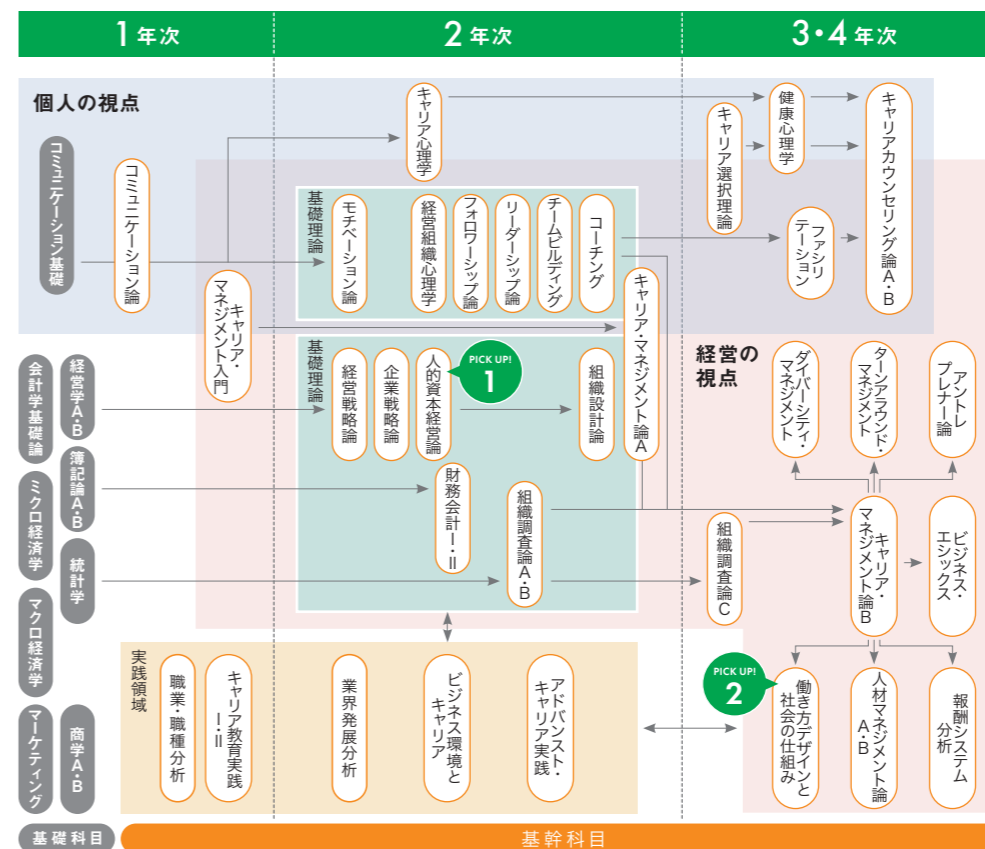 1年次
2年次
3・4年次
個人の視点
コミュニケーション基礎
コミュニケーション論
キャリア・
マネジメント入門
キャリア心理学
基礎理論
モチベーション論
経営組織心理学
フォロワーシップ論
リーダーシップ論
チームビルディング
コーチング
キャリア・マネジメント論A
キャリア選択理論
健康心理学
ファシリ
テーション
キャリアカウンセリング論A・B
会計学基礎論
経営学A・B
簿記論A・B
ミクロ経済学
統計学
マクロ経済学
マーケティング
商学A・B
基礎理論
経営戦略論
企業戦略論
人的資本経営論
PICK UP!
1
組織設計論
財務会計Ⅰ・Ⅱ
組織調査論A・B
経営の
視点
ダイバーシティ・
マネジメント
ターンアラウンド・
マネジメント
アントレ
プレナー論
組織調査論C
キャリア・
マネジメント論B
ビジネス・
エシックス
実践領域
職業・職種分析
キャリア教育実践
Ⅰ・Ⅱ
業界発展分析
ビジネス環境と
キャリア
アドバンスト・
キャリア実践
PICK UP!
2
働き方デザインと
社会の仕組み
人材マネジメント論
A・B
報酬システム
分析
基礎科目
基幹科目